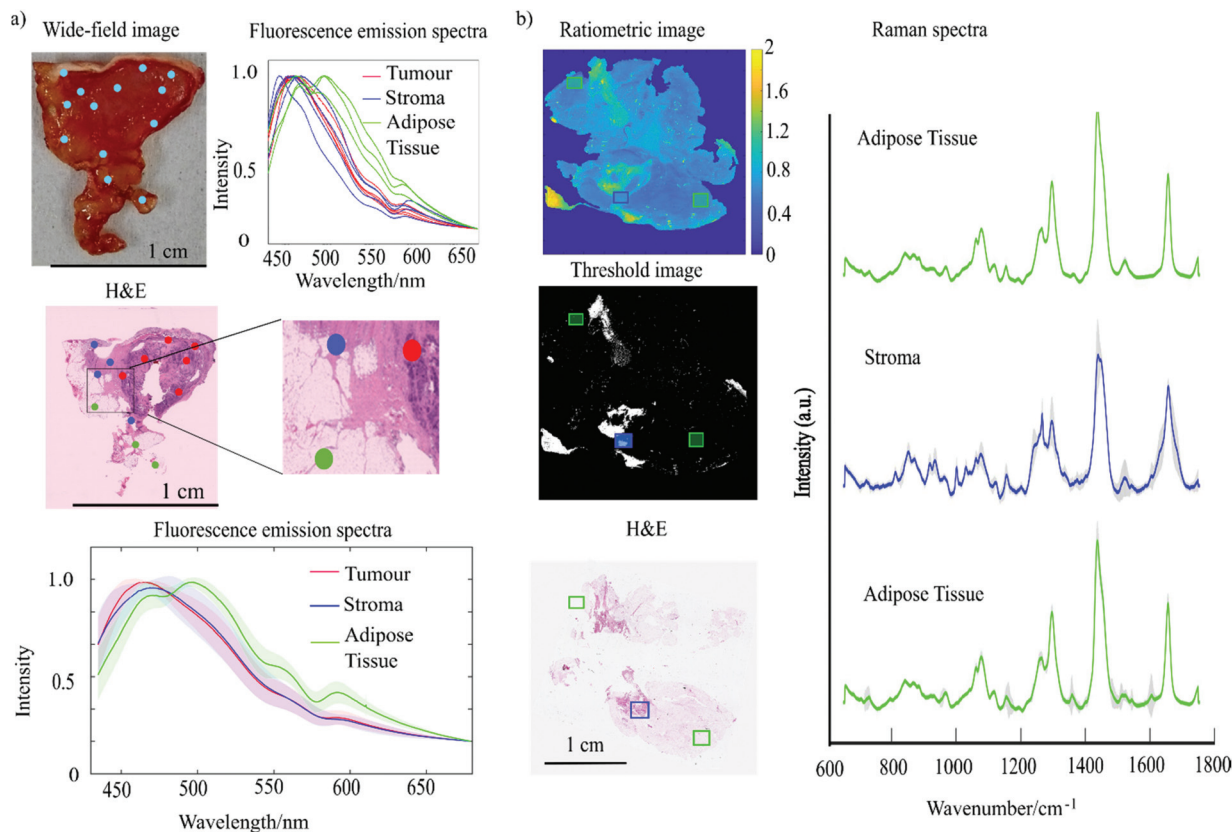 a)
Wide-field image
1 cm
Fluorescence emission spectra
1.0
0.5
0
Intensity
Tumour
Stroma
Adipose
Tissue
450 500 550 600 650
Wavelength/nm
H&E
1 cm
Fluorescence emission spectra
1.0
0.5
0
Intensity
Tumour
Stroma
Adipose
Tissue
450 500 550 600 650
Wavelength/nm
b)
Ratiometric image
2
1.6
1.2
0.8
0.4
0
Threshold image
H&E
1 cm
Raman spectra
Adipose Tissue
Stroma
Adipose Tissue
Intensity (a.u.)
600 800 1000 1200 1400 1600 1800
Wavenumber/cm⁻¹